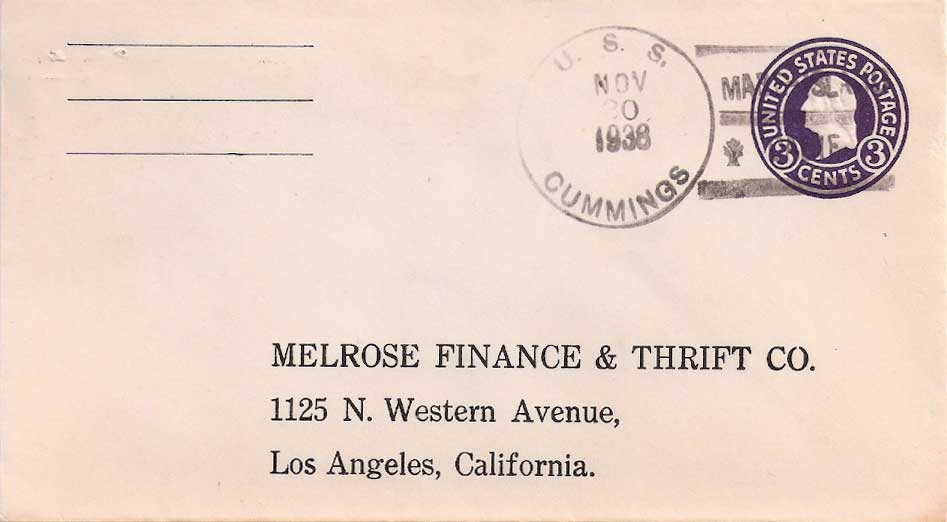 U. S. S.
NOV
30
1938
CUMMINGS
UNITED STATES POSTAGE
3 CENTS 3
MELROSE FINANCE & THRIFT CO.
1125 N. Western Avenue,
Los Angeles, California.